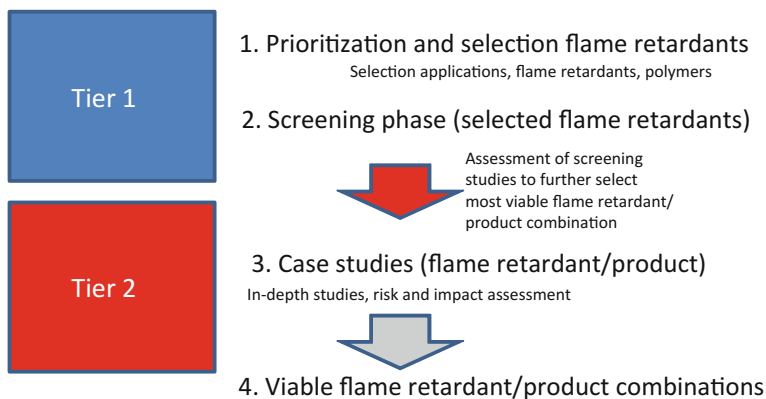 Tier 1
1. Prioritization and selection flame retardants
Selection applications, flame retardants, polymers
2. Screening phase (selected flame retardants)
Assessment of screening
studies to further select
most viable flame retardant/
product combination
Tier 2
3. Case studies (flame retardant/product)
In-depth studies, risk and impact assessment
4. Viable flame retardant/product combinations